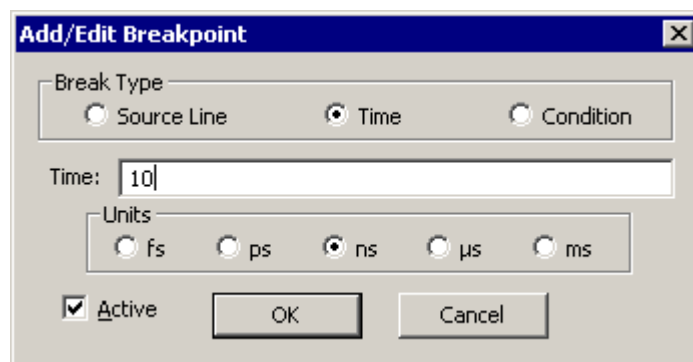 Add/Edit Breakpoint
Break Type
Source Line Time Condition
Time: 10
Units
fs ps ns µs ms
Active OK Cancel